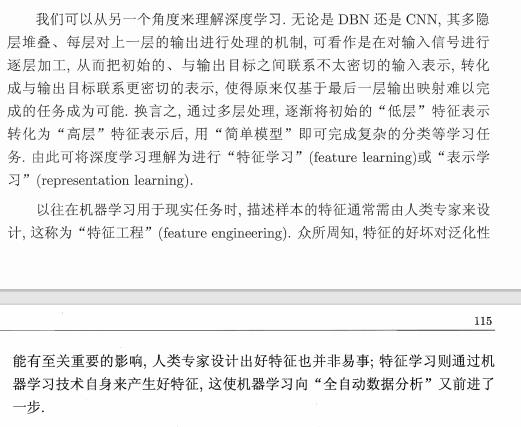 我们可以从另一个角度来理解深度学习. 无论是 DBN 还是 CNN, 其多隐
层堆叠、每层对上一层的输出进行处理的机制, 可看作是在对输入信号进行
逐层加工, 从而把初始的、与输出目标之间联系不太密切的输入表示, 转化
成与输出目标联系更密切的表示, 使得原来仅基于最后一层输出映射难以完
成的任务成为可能. 换言之, 通过多层处理, 逐渐将初始的“低层”特征表示
转化为“高层”特征表示后, 用“简单模型”即可完成复杂的分类等学习任
务. 由此可将深度学习理解为进行“特征学习”(feature learning)或“表示学
习”(representation learning).
以往在机器学习用于现实任务时, 描述样本的特征通常需由人类专家来设
计, 这称为“特征工程”(feature engineering). 众所周知, 特征的好坏对泛化性
115
能有至关重要的影响, 人类专家设计出好特征也并非易事; 特征学习则通过机
器学习技术自身来产生好特征, 这使机器学习向“全自动数据分析”又前进了
一步.